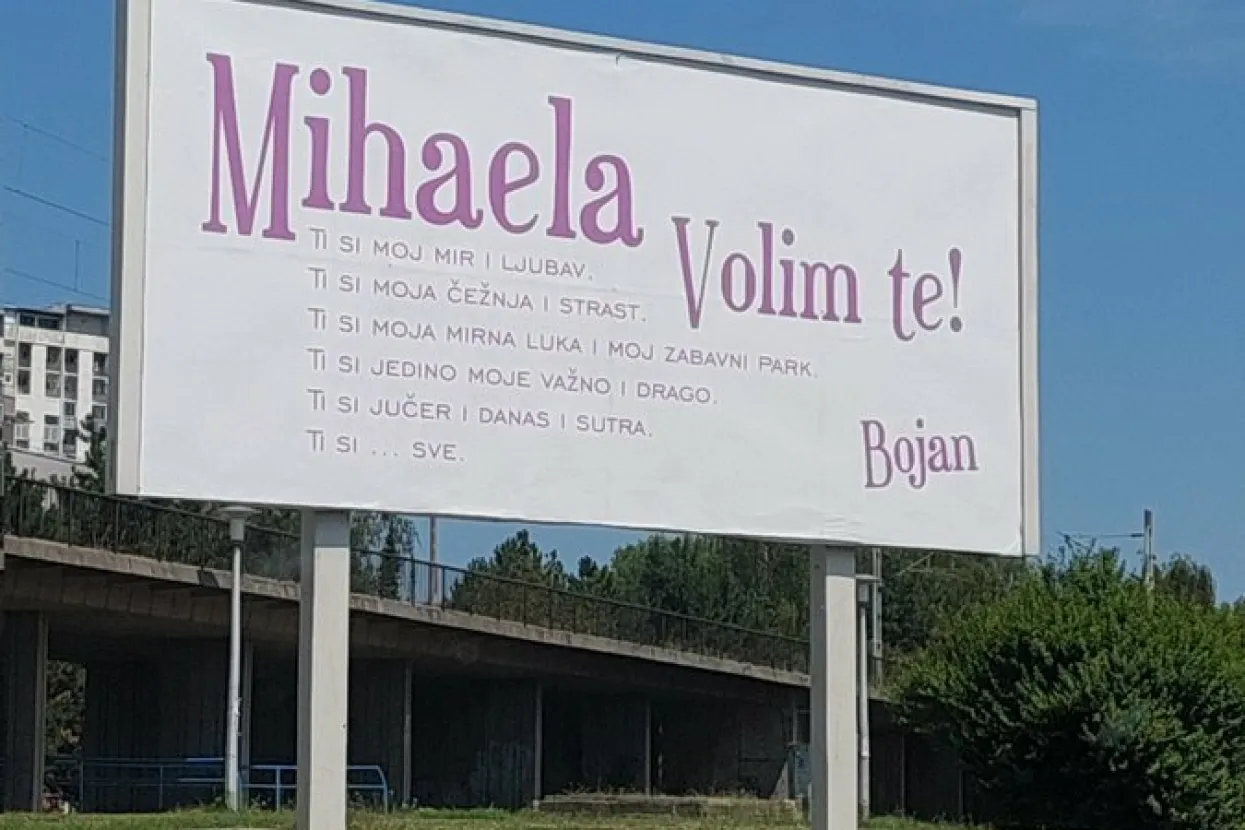 Mihaela
Volim te!
Ti si moj mir i ljubav.
Ti si moja čežnja i strast.
Ti si moja mirna luka i moj zabavni park.
Ti si jedino moje važno i drago.
Ti si jučer i danas i sutra.
Ti si ... sve.
Bojan